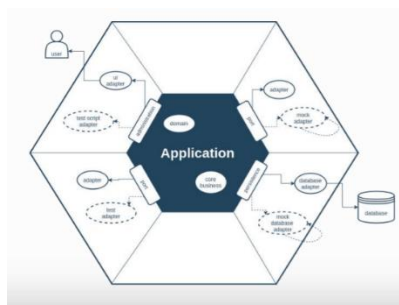 user
ui
adapter
test script
adapter
administration
domain
Application
port
adapter
mock
adapter
adapter
port
test
adapter
core
business
persistence
database
adapter
mock
database
adapter
database